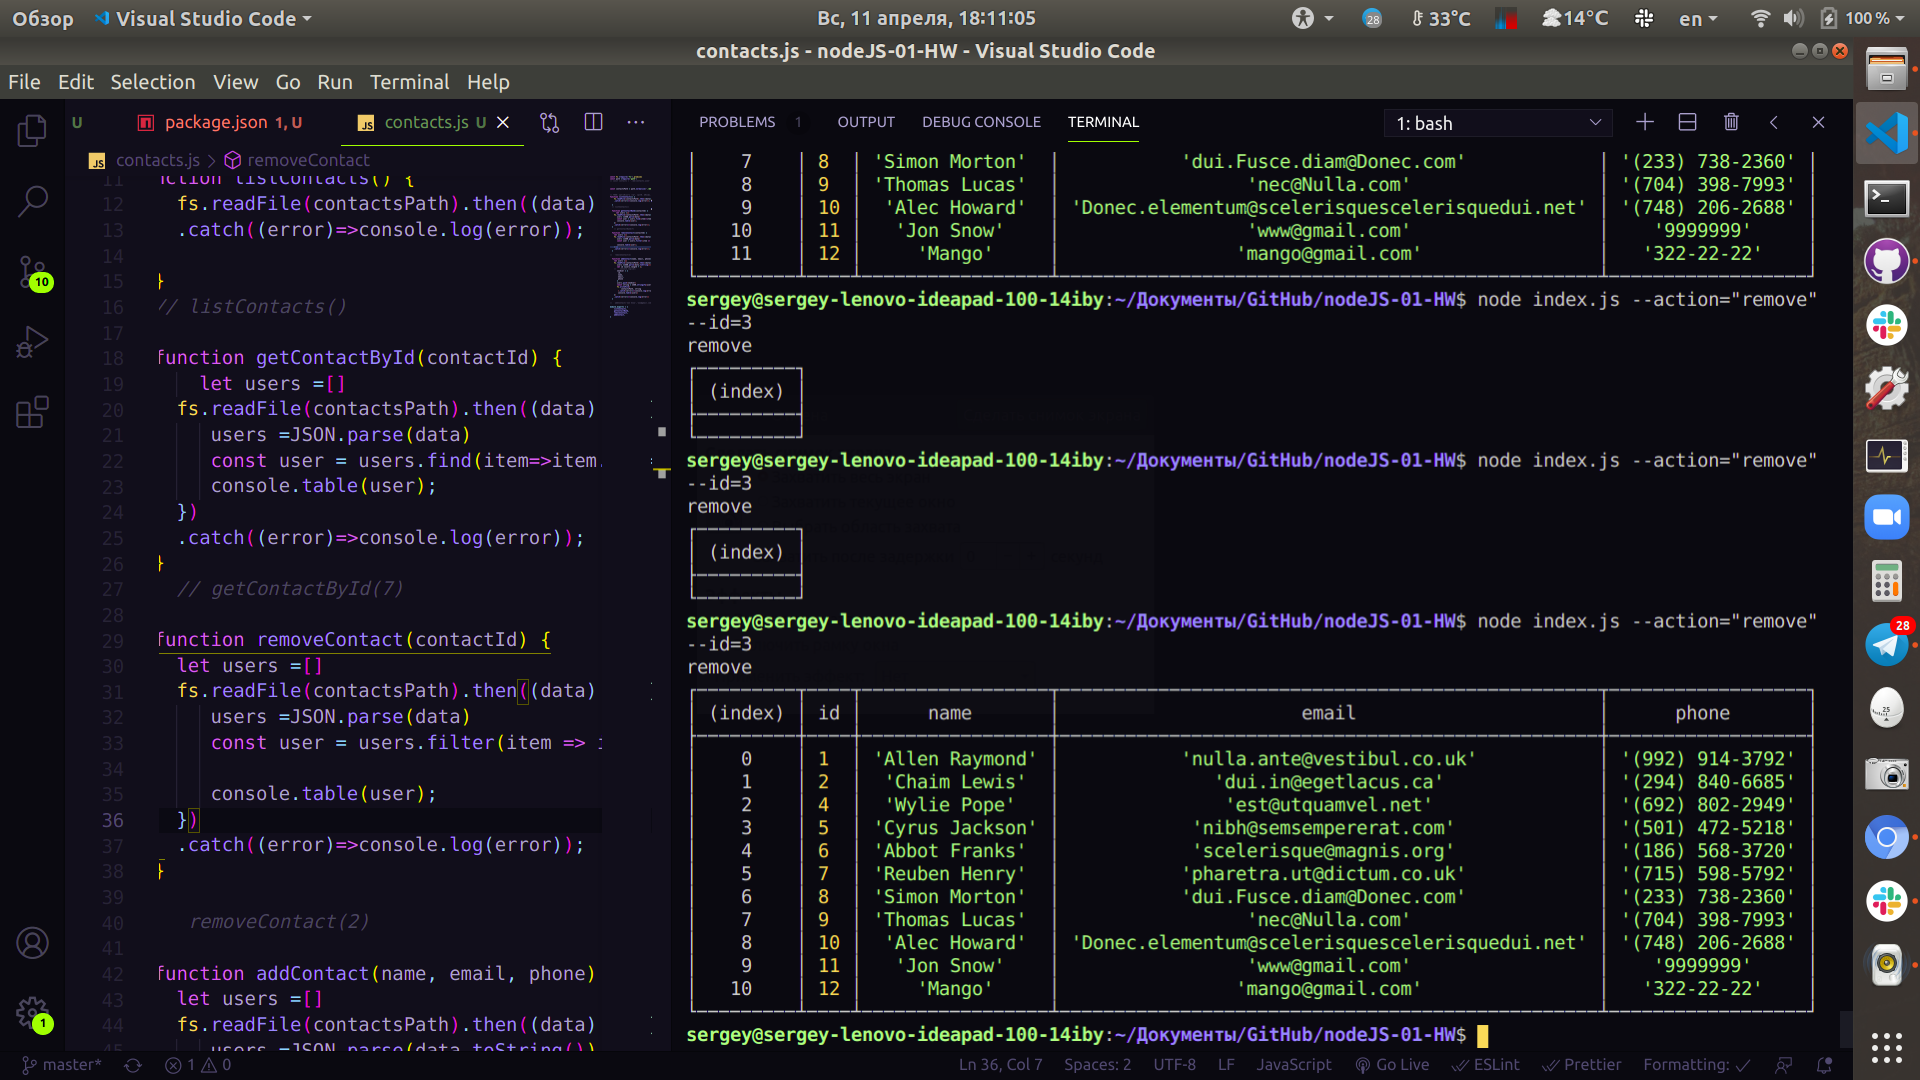 Обзор Visual Studio Code Вс, 11 апреля, 18:11:05 28 33°C 14°C en 100 %
contacts.js - nodeJS-01-HW - Visual Studio Code
File Edit Selection View Go Run Terminal Help
U package.json 1, U contacts.js U
contacts.js > removeContact
11 nction listContacts() {
12 fs.readFile(contactsPath).then((data)
13 .catch((error)=>console.log(error));
14
15 }
16 // listContacts()
17
18 function getContactById(contactId) {
19 let users =[]
20 fs.readFile(contactsPath).then((data)
21 users =JSON.parse(data)
22 const user = users.find(item=>item.
23 console.table(user);
24 })
25 .catch((error)=>console.log(error));
26 }
27 // getContactById(7)
28
29 function removeContact(contactId) {
30 let users =[]
31 fs.readFile(contactsPath).then((data)
32 users =JSON.parse(data)
33 const user = users.filter(item => i
34
35 console.table(user);
36 })
37 .catch((error)=>console.log(error));
38 }
39
40 removeContact(2)
41
42 function addContact(name, email, phone)
43 let users =[]
44 fs.readFile(contactsPath).then((data)
45 users =JSON.parse(data.toString())
PROBLEMS 1 OUTPUT DEBUG CONSOLE TERMINAL 1: bash
7 8 'Simon Morton' 'dui.Fusce.diam@Donec.com' '(233) 738-2360'
8 9 'Thomas Lucas' 'nec@Nulla.com' '(704) 398-7993'
9 10 'Alec Howard' 'Donec.elementum@scelerisquescelerisquedui.net' '(748) 206-2688'
10 11 'Jon Snow' 'www@gmail.com' '9999999'
11 12 'Mango' 'mango@gmail.com' '322-22-22'
sergey@sergey-lenovo-ideapad-100-14iby:~/Документы/GitHub/nodeJS-01-HW$ node index.js --action="remove"
--id=3
remove
(index)
sergey@sergey-lenovo-ideapad-100-14iby:~/Документы/GitHub/nodeJS-01-HW$ node index.js --action="remove"
--id=3
remove
(index)
sergey@sergey-lenovo-ideapad-100-14iby:~/Документы/GitHub/nodeJS-01-HW$ node index.js --action="remove"
--id=3
remove
(index) id name email phone
0 1 'Allen Raymond' 'nulla.ante@vestibul.co.uk' '(992) 914-3792'
1 2 'Chaim Lewis' 'dui.in@egetlacus.ca' '(294) 840-6685'
2 4 'Wylie Pope' 'est@utquamvel.net' '(692) 802-2949'
3 5 'Cyrus Jackson' 'nibh@semsempererat.com' '(501) 472-5218'
4 6 'Abbot Franks' 'scelerisque@magnis.org' '(186) 568-3720'
5 7 'Reuben Henry' 'pharetra.ut@dictum.co.uk' '(715) 598-5792'
6 8 'Simon Morton' 'dui.Fusce.diam@Donec.com' '(233) 738-2360'
7 9 'Thomas Lucas' 'nec@Nulla.com' '(704) 398-7993'
8 10 'Alec Howard' 'Donec.elementum@scelerisquescelerisquedui.net' '(748) 206-2688'
9 11 'Jon Snow' 'www@gmail.com' '9999999'
10 12 'Mango' 'mango@gmail.com' '322-22-22'
sergey@sergey-lenovo-ideapad-100-14iby:~/Документы/GitHub/nodeJS-01-HW$
10
1
28
25
master* 1 0 Ln 36, Col 7 Spaces: 2 UTF-8 LF JavaScript Go Live ESLint Prettier Formatting: